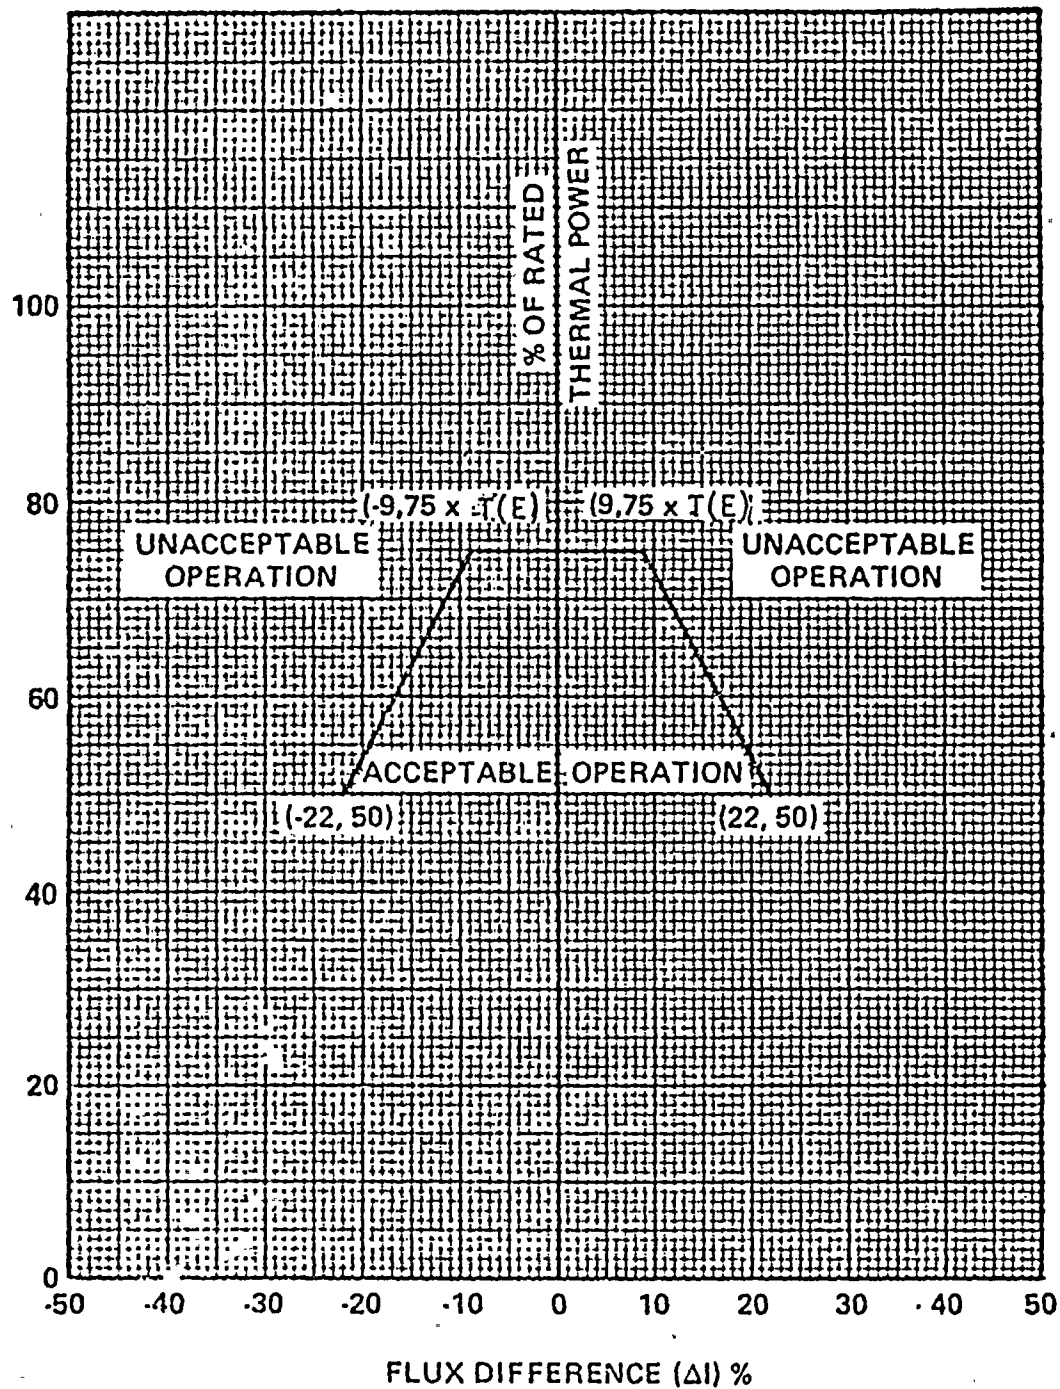 % OF RATED
THERMAL POWER
100
80
60
40
20
0
(-9,75 x T(E)
(9,75 x T(E)
UNACCEPTABLE
OPERATION
UNACCEPTABLE
OPERATION
ACCEPTABLE OPERATION
(-22, 50)
(22, 50)
-50 -40 -30 -20 -10 0 10 20 30 40 50
FLUX DIFFERENCE (ΔI) %